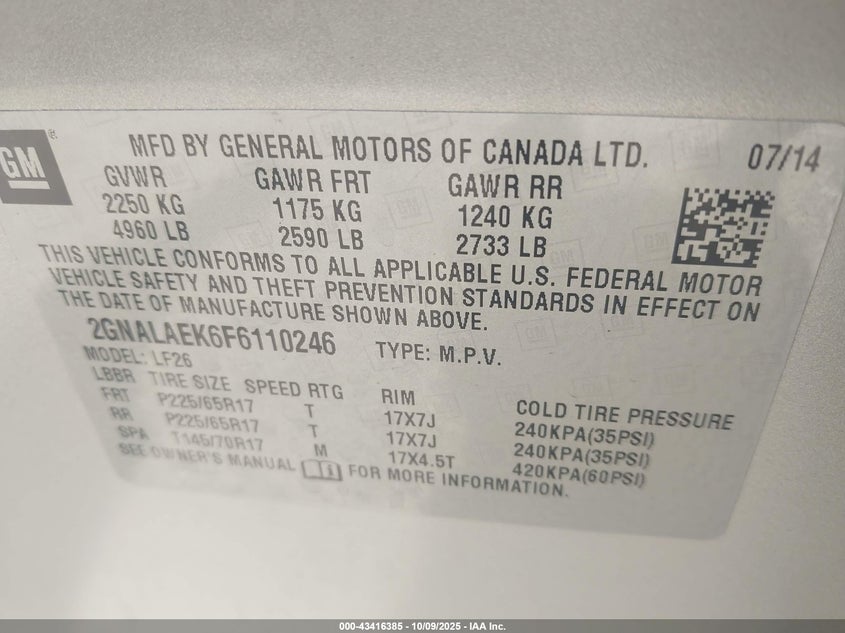 GM
MFD BY GENERAL MOTORS OF CANADA LTD. 07/14
GVWR GAWR FRT GAWR RR
2250 KG 1175 KG 1240 KG
4960 LB 2590 LB 2733 LB
THIS VEHICLE CONFORMS TO ALL APPLICABLE U.S. FEDERAL MOTOR
VEHICLE SAFETY AND THEFT PREVENTION STANDARDS IN EFFECT ON
THE DATE OF MANUFACTURE SHOWN ABOVE.
2GNALAEK6F6110246 TYPE: M.P.V.
MODEL: LF26
LBBR TIRE SIZE SPEED RTG RIM COLD TIRE PRESSURE
FRT P225/65R17 T 17X7J 240KPA(35PSI)
RR P225/65R17 T 17X7J 240KPA(35PSI)
SPA T145/70R17 M 17X4.5T 420KPA(60PSI)
SEE OWNER'S MANUAL FOR MORE INFORMATION.
000-43416385 - 10/09/2025 - IAA Inc.